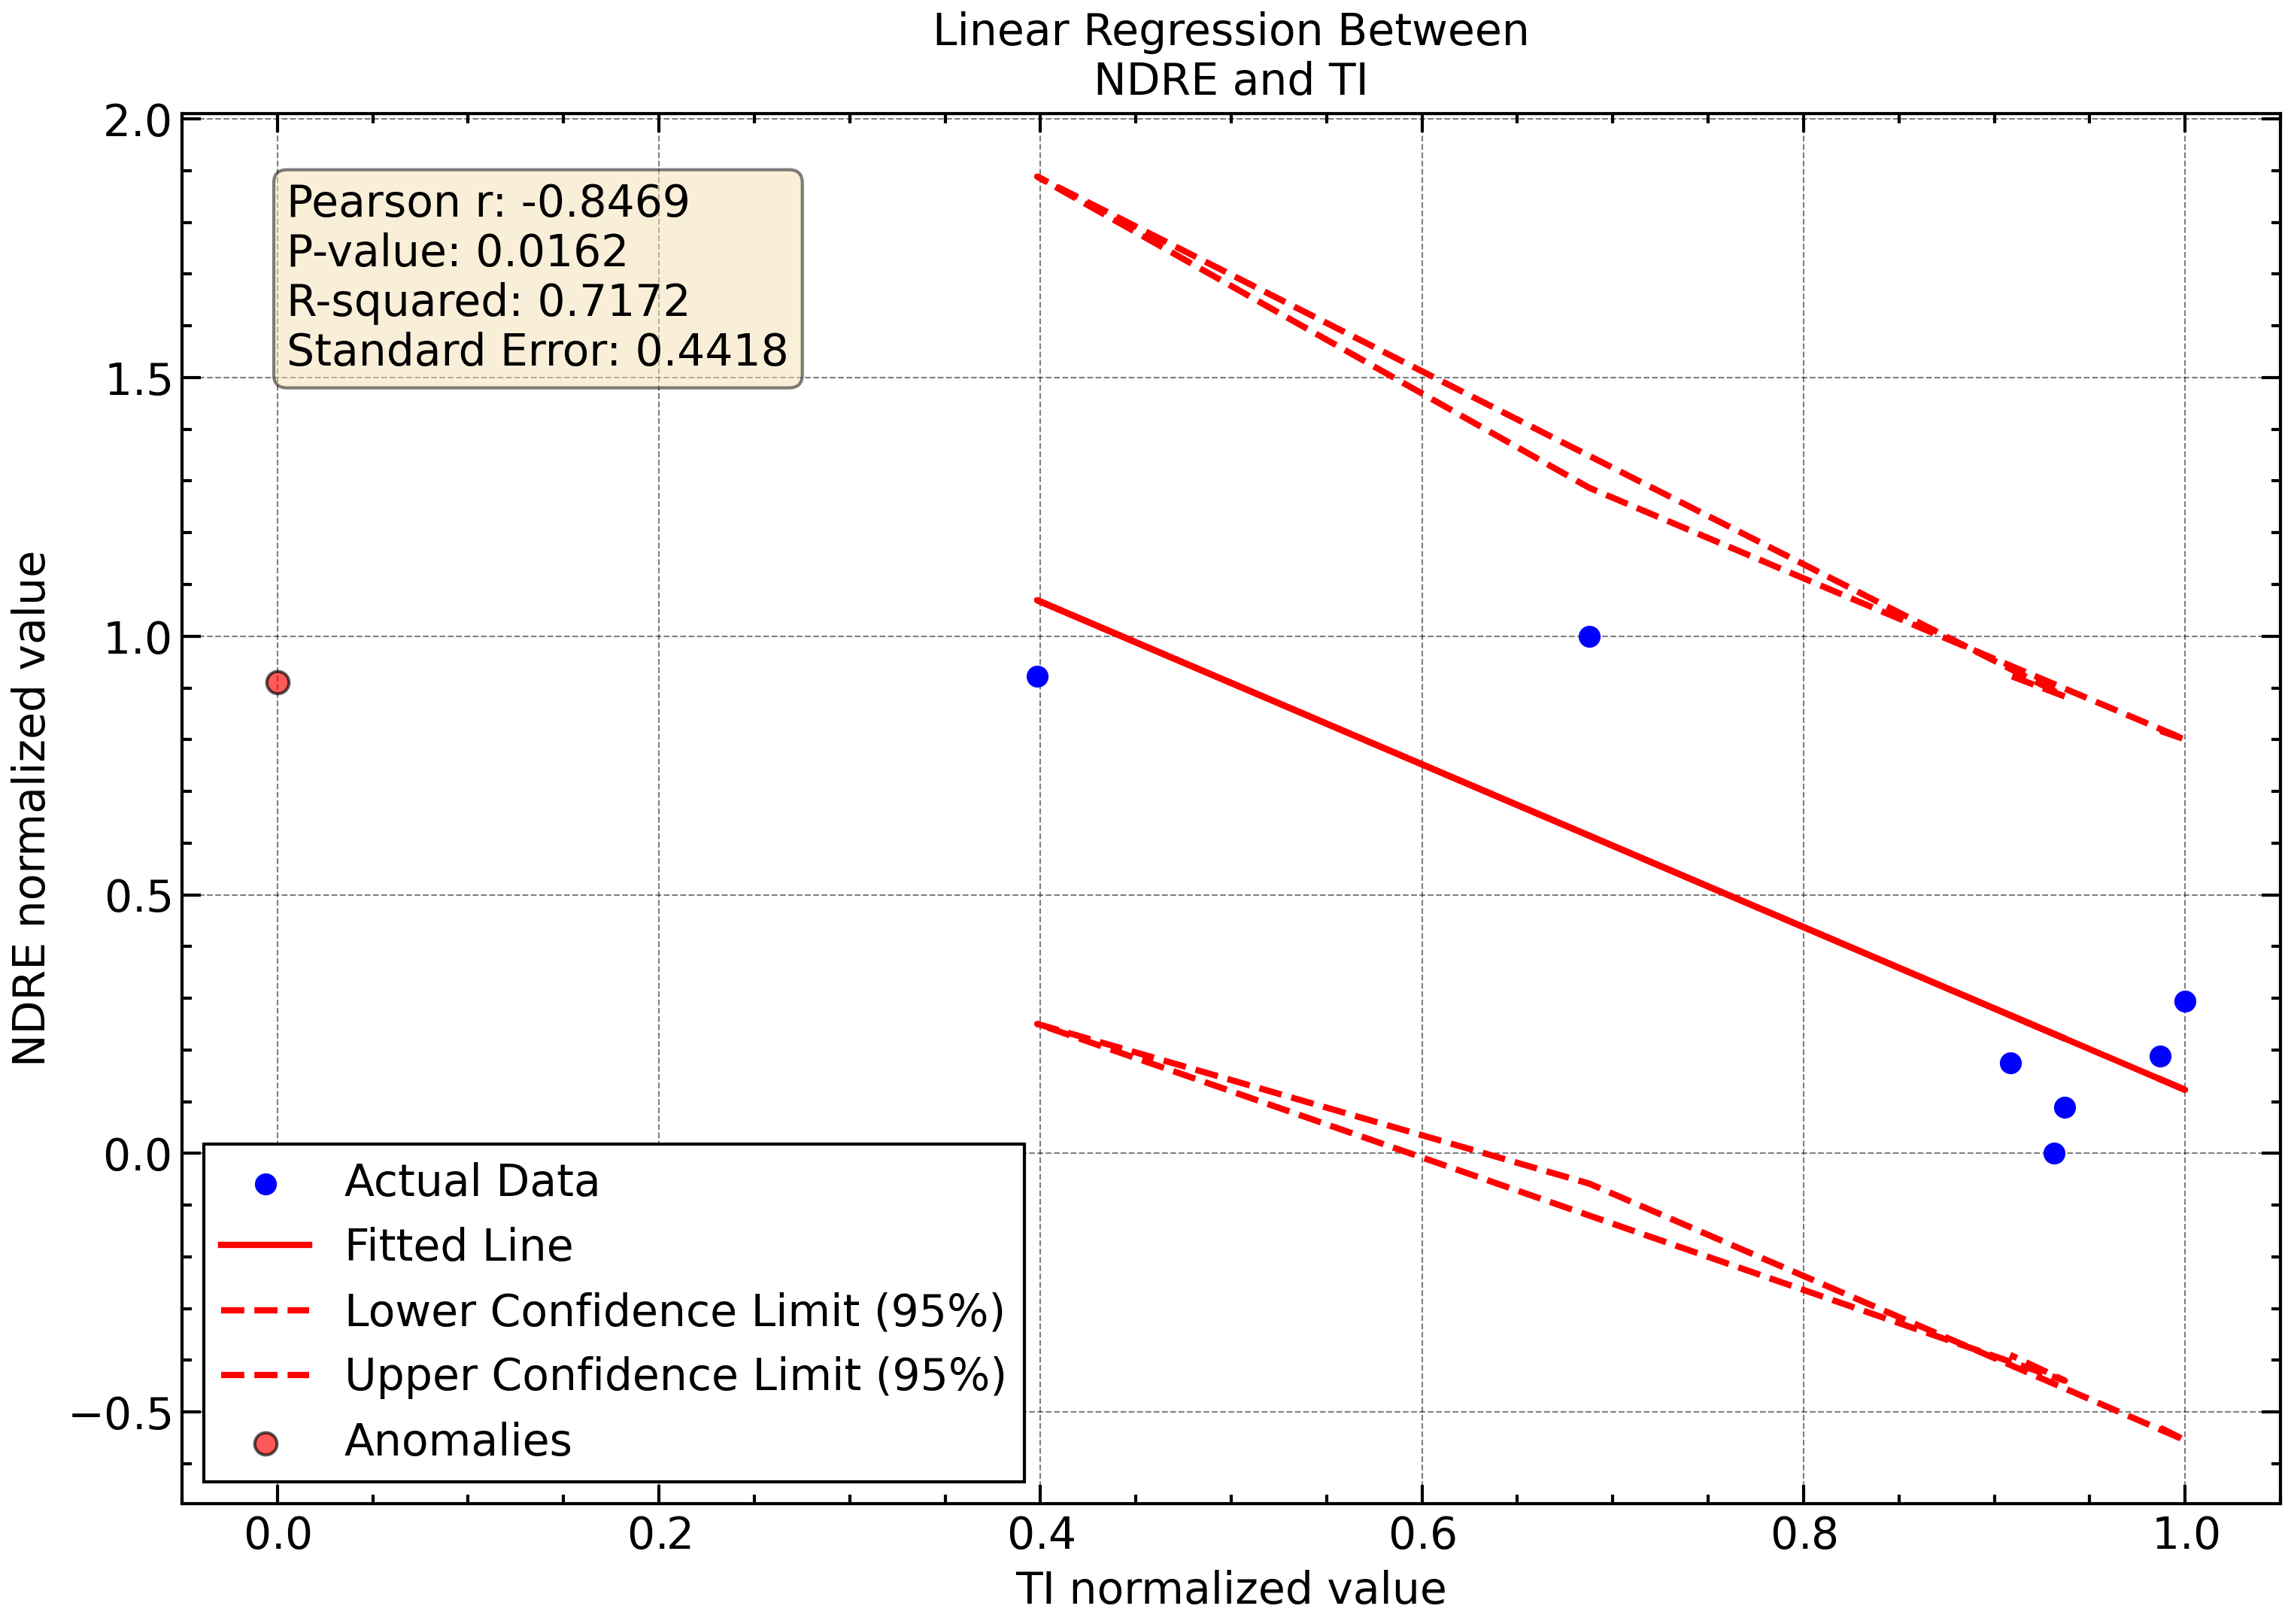 Linear Regression Between
NDRE and TI
2.0
1.5
1.0
0.5
0.0
−0.5
NDRE normalized value
Pearson r: -0.8469
P-value: 0.0162
R-squared: 0.7172
Standard Error: 0.4418
Actual Data
Fitted Line
Lower Confidence Limit (95%)
Upper Confidence Limit (95%)
Anomalies
0.0 0.2 0.4 0.6 0.8 1.0
TI normalized value